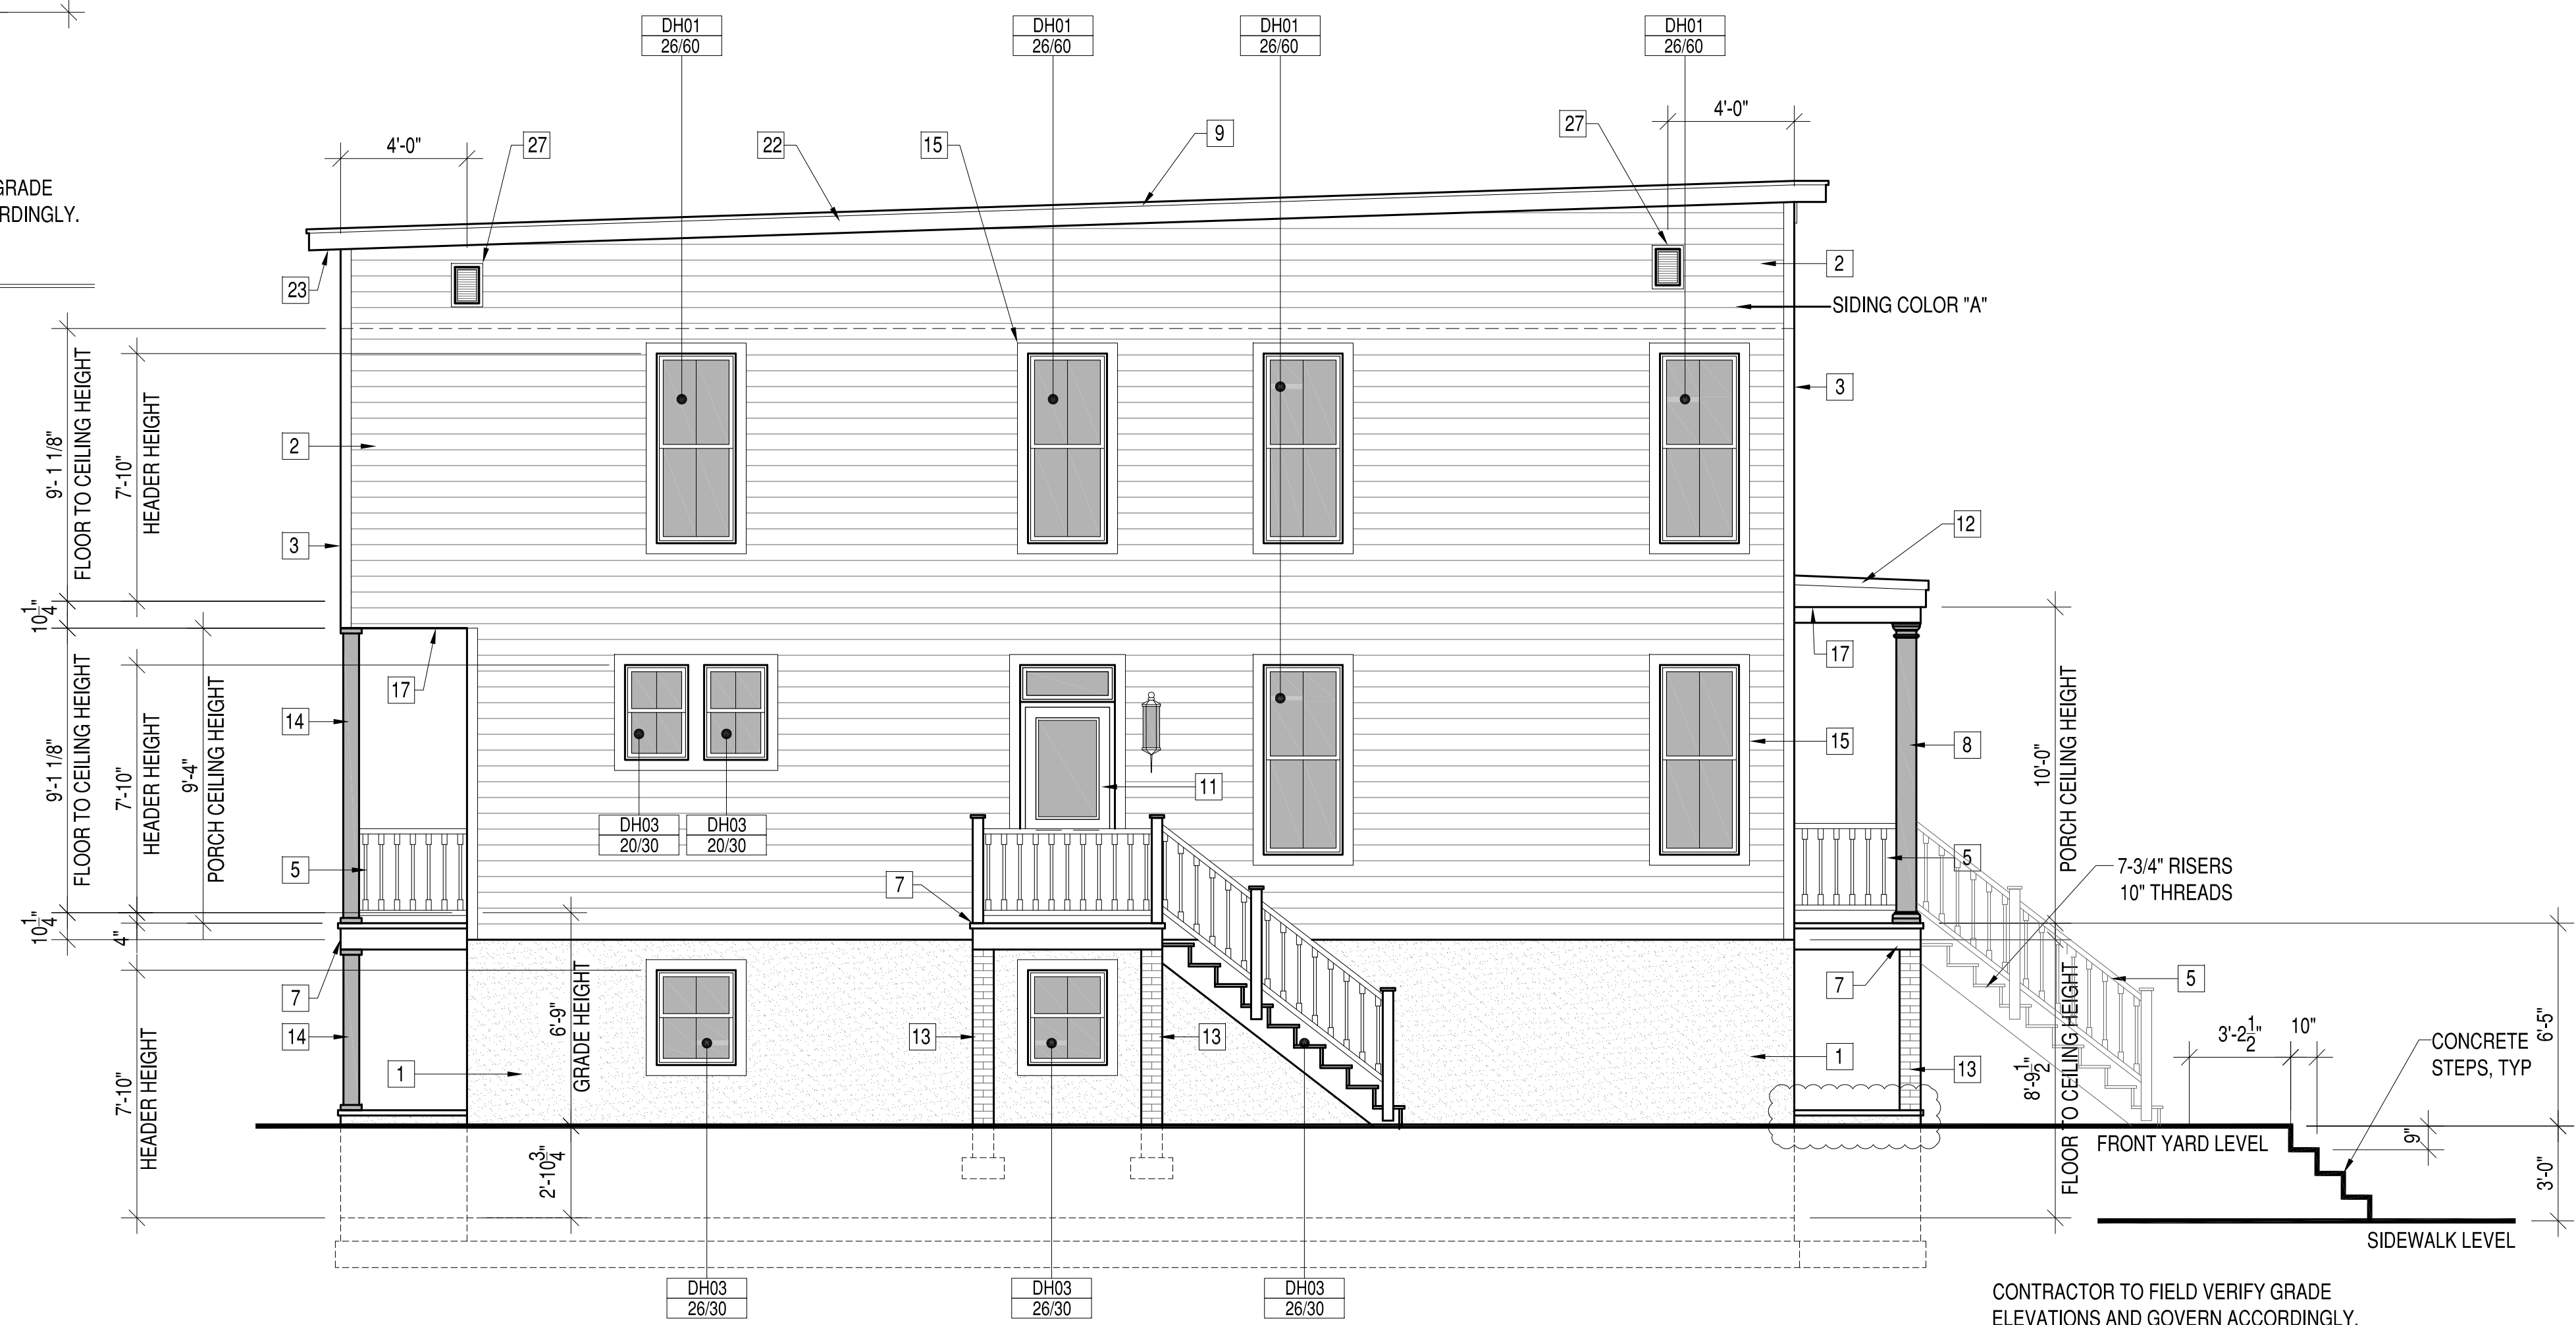 DH01
26/60
DH01
26/60
DH01
26/60
DH01
26/60
4'-0"
4'-0"
27
22
15
9
27
GRADE
RDINGLY.
23
2
SIDING COLOR "A"
3
2
3
9'- 1 1/8"
FLOOR TO CEILING HEIGHT
7'-10"
HEADER HEIGHT
12
10 1/4"
17
17
14
15
8
11
9'-1 1/8"
FLOOR TO CEILING HEIGHT
7'-10"
HEADER HEIGHT
9'-4"
PORCH CEILING HEIGHT
10'-0"
PORCH CEILING HEIGHT
DH03
20/30
DH03
20/30
5
7
5
7-3/4" RISERS
10" THREADS
10 1/4"
4"
7
7
5
14
13
13
1
1
13
6'-9"
GRADE HEIGHT
7'-10"
HEADER HEIGHT
2'-10 3/4"
8'-9 1/2"
FLOOR TO CEILING HEIGHT
3'-2 1/2"
10"
CONCRETE
STEPS, TYP
6'-5"
9"
3'-0"
FRONT YARD LEVEL
SIDEWALK LEVEL
DH03
26/30
DH03
26/30
DH03
26/30
CONTRACTOR TO FIELD VERIFY GRADE
ELEVATIONS AND GOVERN ACCORDINGLY.